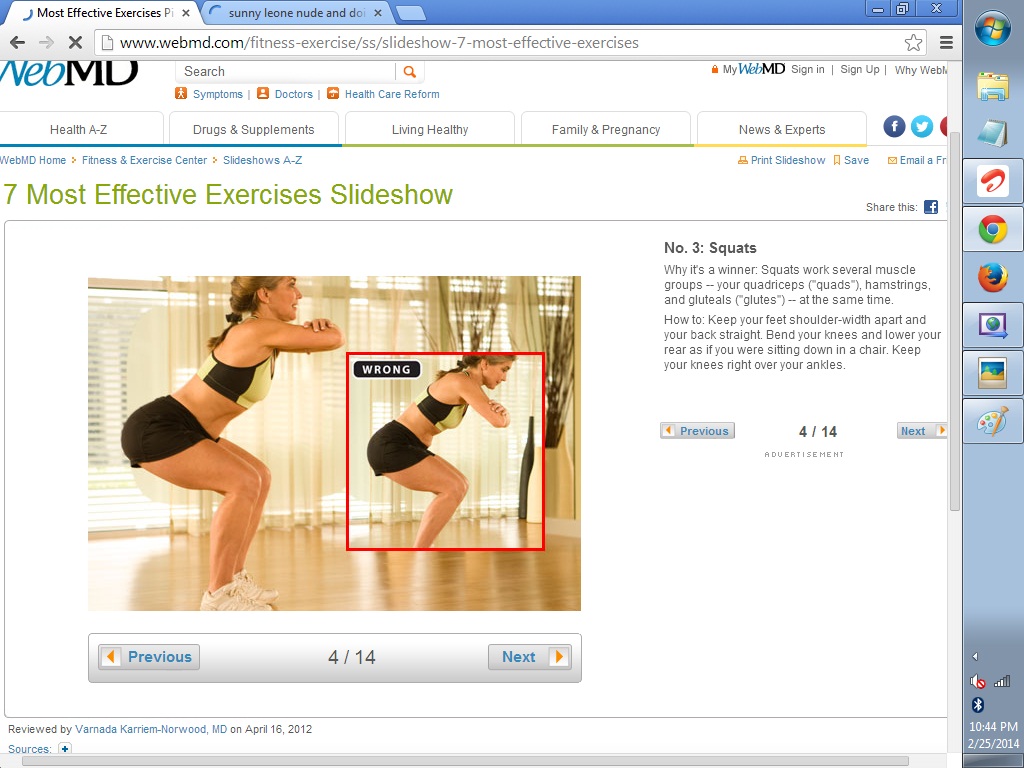 7 Most Effective Exercises Pi
sunny leone nude and doi
www.webmd.com/fitness-exercise/ss/slideshow-7-most-effective-exercises
WebMD
Search
My WebMD Sign in | Sign Up | Why WebM
Symptoms | Doctors | Health Care Reform
Health A-Z
Drugs & Supplements
Living Healthy
Family & Pregnancy
News & Experts
WebMD Home Fitness & Exercise Center Slideshows A-Z
Print Slideshow Save Email a Fr
7 Most Effective Exercises Slideshow
Share this:
WRONG
No. 3: Squats
Why it's a winner: Squats work several muscle
groups -- your quadriceps ("quads"), hamstrings,
and gluteals ("glutes") -- at the same time.
How to: Keep your feet shoulder-width apart and
your back straight. Bend your knees and lower your
rear as if you were sitting down in a chair. Keep
your knees right over your ankles.
Previous 4 / 14 Next
ADVERTISEMENT
Previous 4 / 14 Next
Reviewed by Varnada Karriem-Norwood, MD on April 16, 2012
Sources:
10:44 PM
2/25/2014